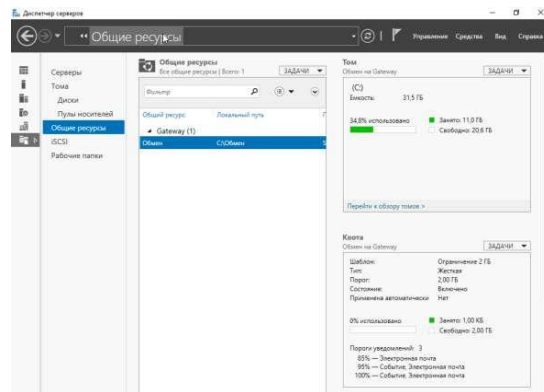 Диспетчер серверов
Общие ресурсы
Управление Средства Вид Справка
Серверы
Тома
Диски
Пулы носителей
Общие ресурсы
iSCSI
Рабочие папки
Общие ресурсы
Все общие ресурсы | Всего: 1
ЗАДАЧИ
Фильтр
Общий ресурс Локальный путь
Gateway (1)
Обмен C:\Обмен
Том
Обмен на Gateway
ЗАДАЧИ
(C:)
Емкость: 31,5 ГБ
34,8% использовано
Занято: 11,0 ГБ
Свободно: 20,6 ГБ
Перейти к обзору томов >
Квота
Обмен на Gateway
ЗАДАЧИ
Шаблон: Ограничение 2 ГБ
Тип: Жесткая
Порог: 2,00 ГБ
Состояние: Включено
Применена автоматически Нет
0% использовано
Занято: 1,00 КБ
Свободно: 2,00 ГБ
Пороги уведомлений: 3
85% — Электронная почта
95% — Событие, Электронная почта
100% — Событие, Электронная почта